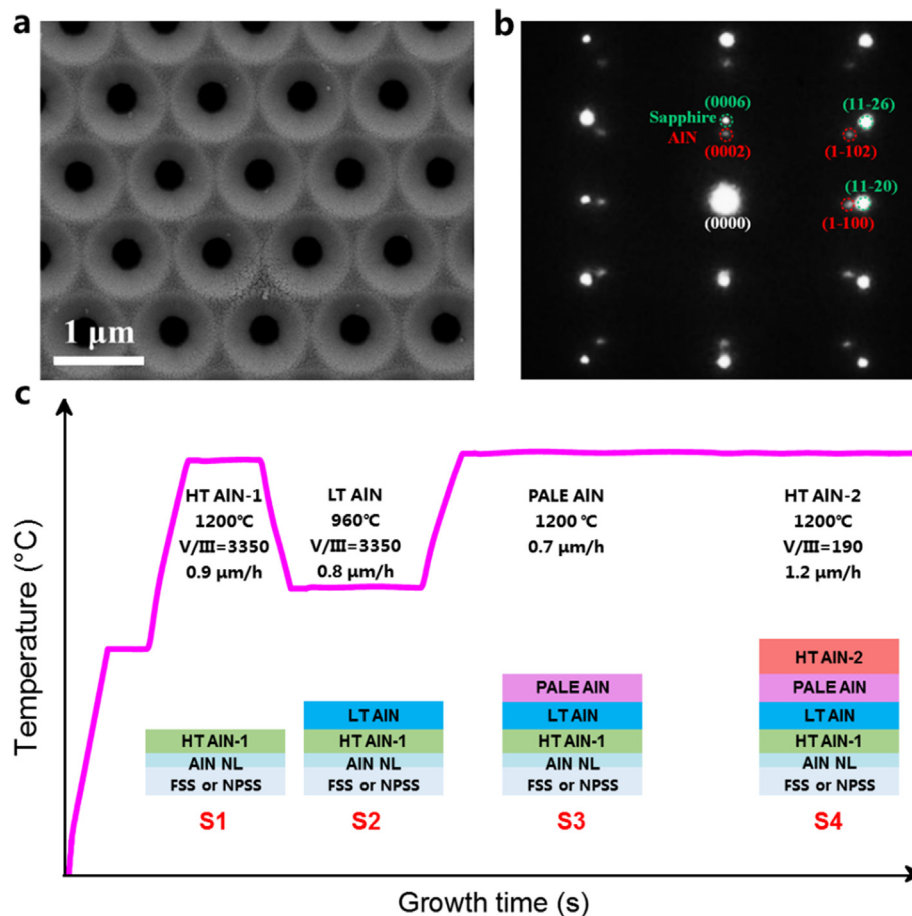 a
1 μm
b
(0006)
Sapphire
AlN
(0002)
(11-26)
(1-102)
(11-20)
(0000)
(1-100)
c
Temperature (°C)
HT AlN-1
1200℃
V/Ⅲ=3350
0.9 μm/h
LT AlN
960℃
V/Ⅲ=3350
0.8 μm/h
PALE AlN
1200 ℃
0.7 μm/h
HT AlN-2
1200℃
V/Ⅲ=190
1.2 μm/h
HT AlN-1
AlN NL
FSS or NPSS
S1
LT AlN
HT AlN-1
AlN NL
FSS or NPSS
S2
PALE AlN
LT AlN
HT AlN-1
AlN NL
FSS or NPSS
S3
HT AlN-2
PALE AlN
LT AlN
HT AlN-1
AlN NL
FSS or NPSS
S4
Growth time (s)